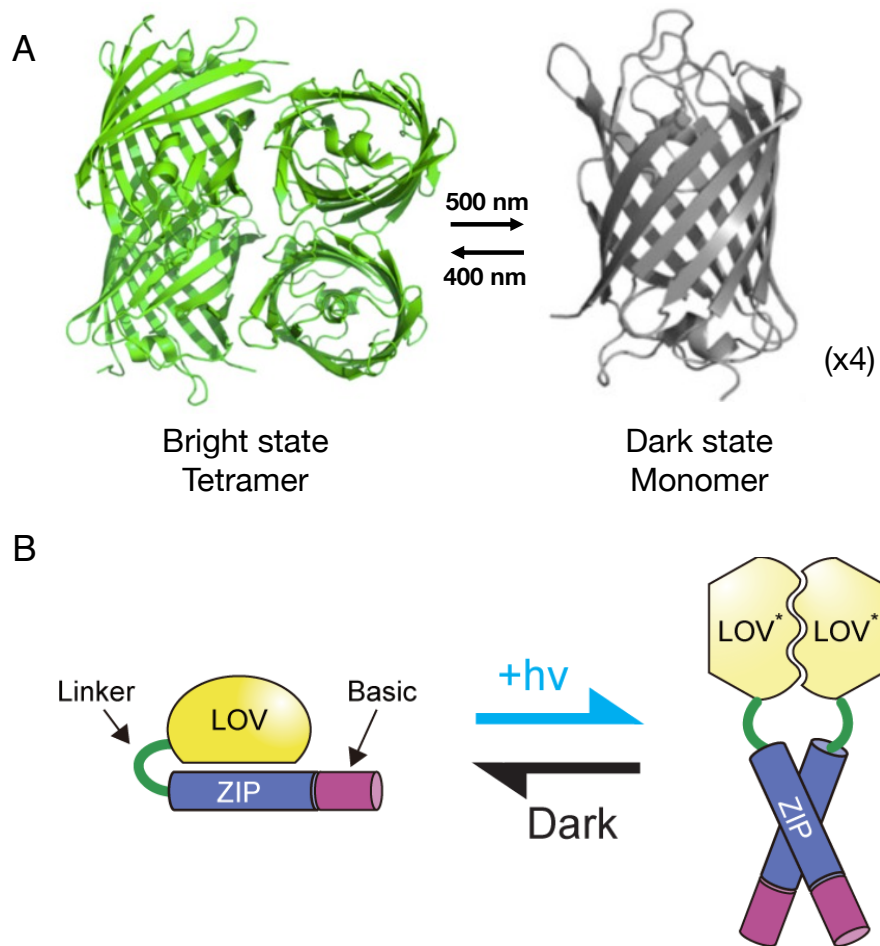 A
500 nm
400 nm
(x4)
Bright state
Tetramer
Dark state
Monomer
B
Linker
LOV
Basic
ZIP
+hv
Dark
LOV* LOV*
ZIP